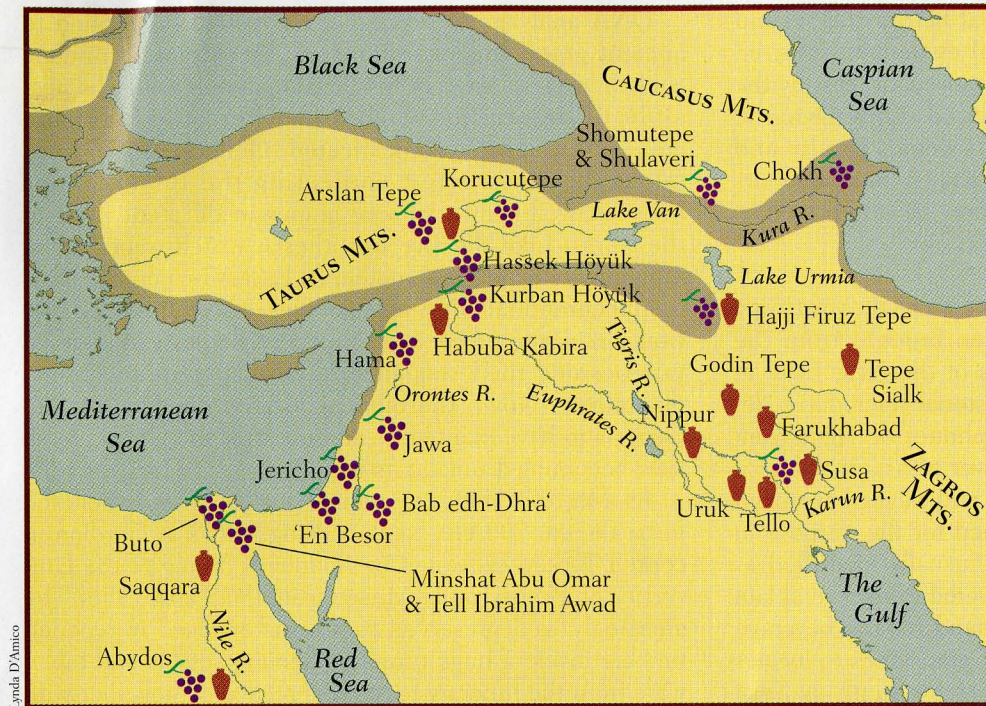 Black Sea
CAUCASUS MTS.
Caspian
Sea
Shomutepe
& Shulaveri
Chokh
Arslan Tepe
Korucutepe
Lake Van
Kura R.
TAURUS MTS.
Hassek Höyük
Lake Urmia
Kurban Höyük
Hajji Firuz Tepe
Hama
Habuba Kabira
Tigris R.
Godin Tepe
Tepe
Sialk
Orontes R.
Euphrates R.
Mediterranean
Sea
Nippur
Farukhabad
Jawa
Jericho
Susa
ZAGROS
MTS.
Bab edh-Dhra‘
Uruk
Tello
Karun R.
‘En Besor
Buto
Saqqara
Minshat Abu Omar
& Tell Ibrahim Awad
The
Gulf
Nile R.
Abydos
Red
Sea
Lynda D'Amico